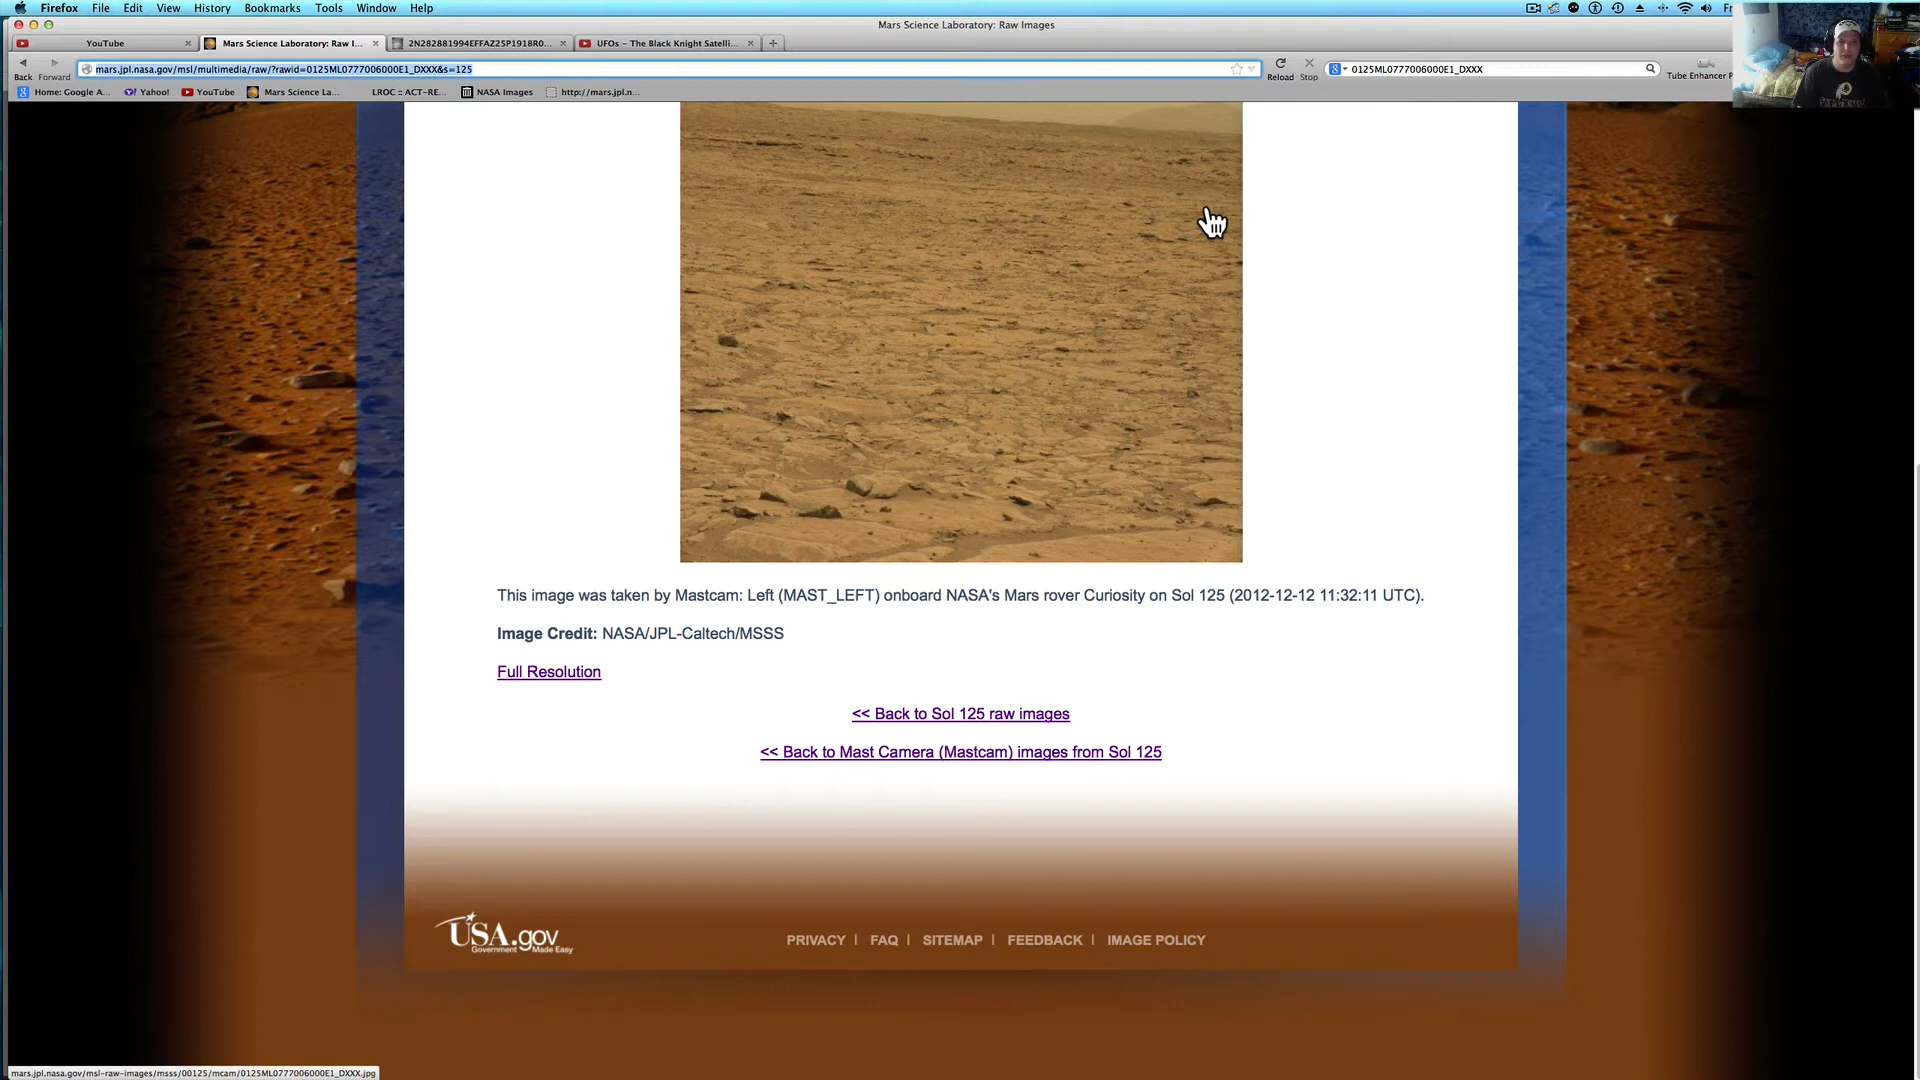 Firefox File Edit View History Bookmarks Tools Window Help
Mars Science Laboratory: Raw Images
YouTube Mars Science Laboratory: Raw I... 2N282881994EFFAZ25P1918R0... UFOs – The Black Knight Satelli...
mars.jpl.nasa.gov/msl/multimedia/raw/?rawid=0125ML0777006000E1_DXXX&s=125
0125ML0777006000E1_DXXX
Back Forward Reload Stop Tube Enhancer
Home: Google A... Yahoo! YouTube Mars Science La... LROC :: ACT-RE... NASA Images http://mars.jpl.n...
This image was taken by Mastcam: Left (MAST_LEFT) onboard NASA's Mars rover Curiosity on Sol 125 (2012-12-12 11:32:11 UTC).
Image Credit: NASA/JPL-Caltech/MSSS
Full Resolution
<< Back to Sol 125 raw images
<< Back to Mast Camera (Mastcam) images from Sol 125
USA.gov
Government Made Easy
PRIVACY | FAQ | SITEMAP | FEEDBACK | IMAGE POLICY
mars.jpl.nasa.gov/msl-raw-images/msss/00125/mcam/0125ML0777006000E1_DXXX.jpg